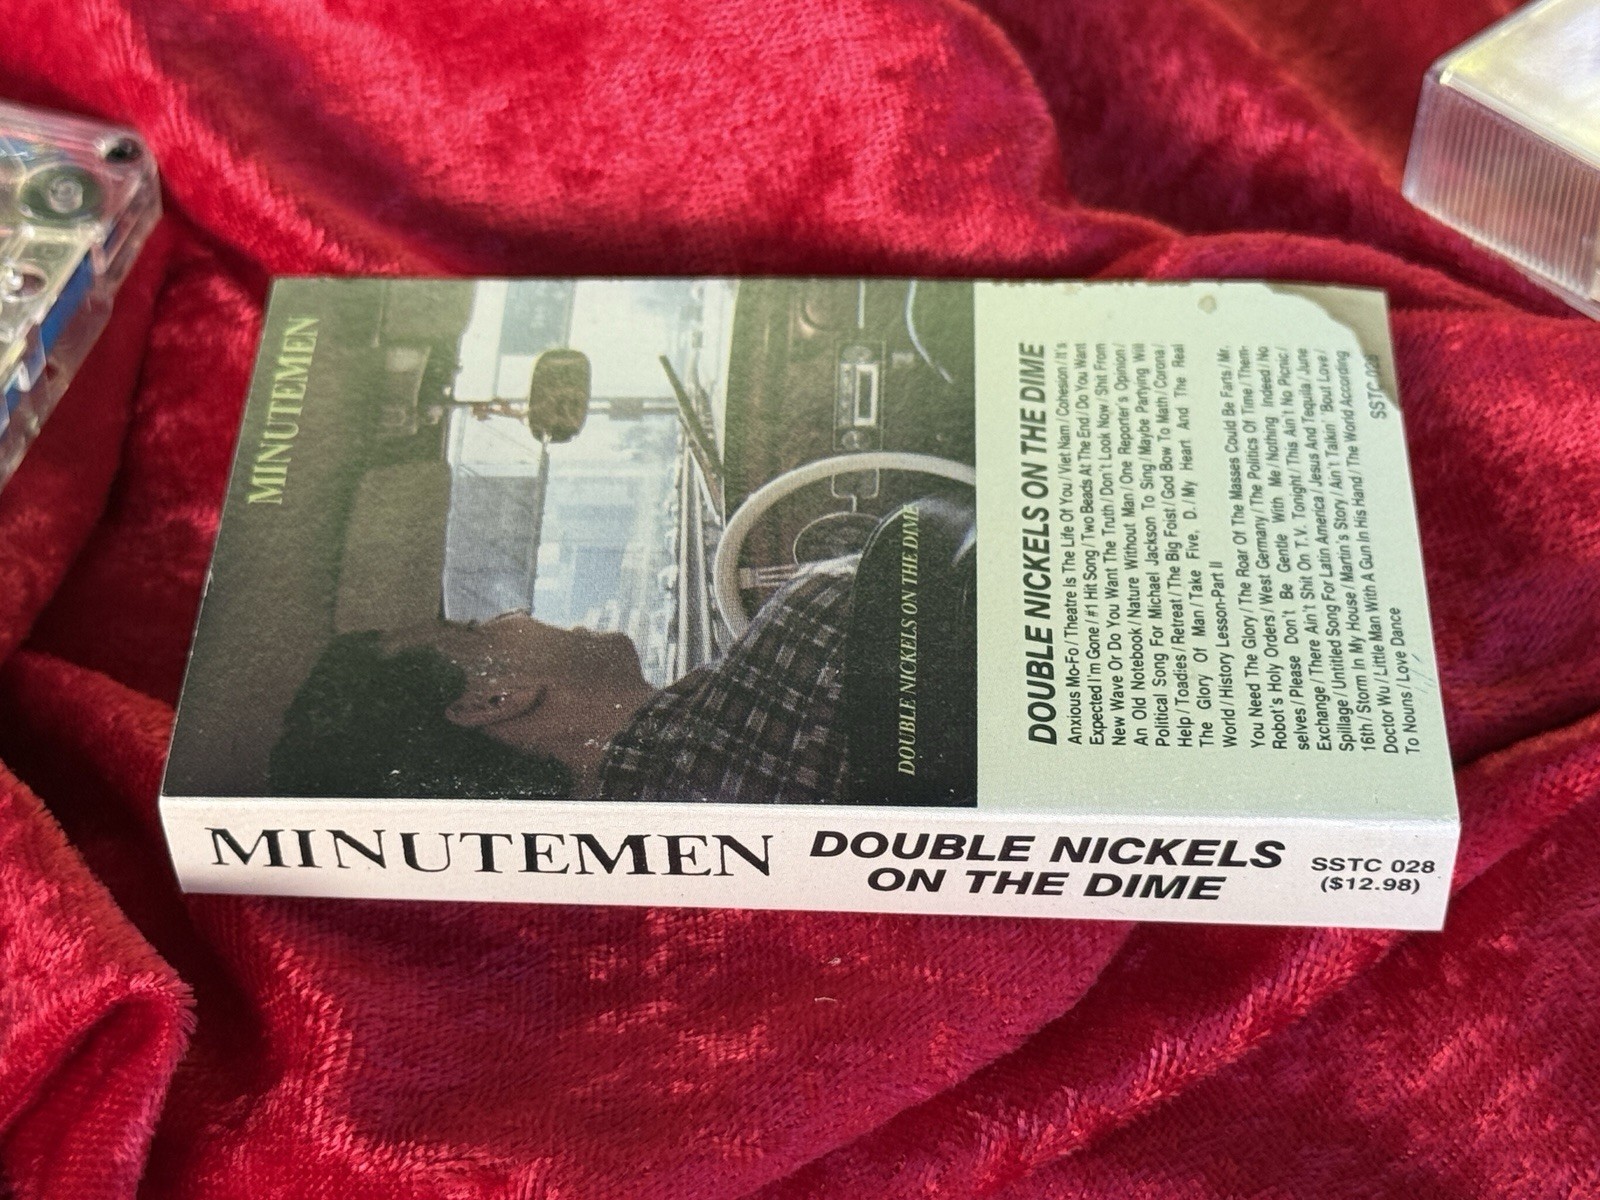 MINUTEMEN
DOUBLE NICKELS ON THE DIME
DOUBLE NICKELS ON THE DIME
Anxious Mo-Fo / Theatre Is The Life Of You / Viet Nam / Cohesion / It's
Expected I'm Gone / #1 Hit Song / Two Beads At The End / Do You Want
New Wave Or Do You Want The Truth / Don't Look Now / Shit From
An Old Notebook / Nature Without Man / One Reporter's Opinion /
Political Song For Michael Jackson To Sing / Maybe Partying Will
Help / Toadies / Retreat / The Big Foist / God Bow To Math / Corona /
The Glory Of Man / Take Five, D. / My Heart And The Real
World / History Lesson-Part II
You Need The Glory / The Roar Of The Masses Could Be Farts / Mr.
Robot's Holy Orders / West Germany / The Politics Of Time / Them-
selves / Please Don't Be Gentle With Me / Nothing Indeed / No
Exchange / There Ain't Shit On T.V. Tonight / This Ain't No Picnic /
Spillage / Untitled Song For Latin America / Jesus And Tequila / June
16th / Storm In My House / Martin's Story / Ain't Talkin' 'Bout Love /
Doctor Wu / Little Man With A Gun In His Hand / The World According
To Nouns / Love Dance
SSTC 028
MINUTEMEN
DOUBLE NICKELS
ON THE DIME
SSTC 028
($12.98)